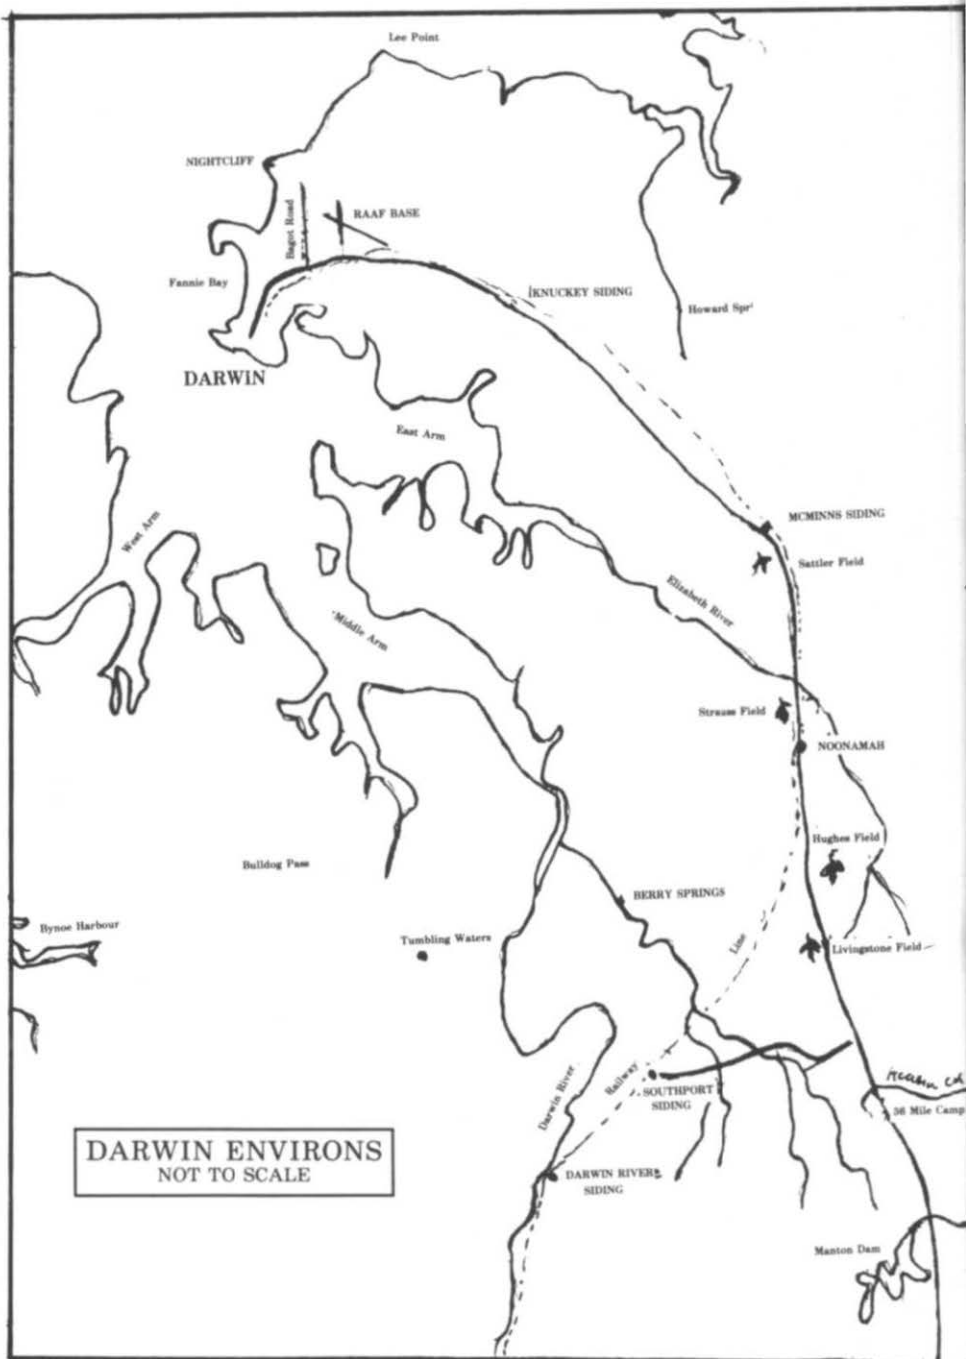 Lee Point
NIGHTCLIFF
Bagot Road
RAAF BASE
Fannie Bay
KNUCKEY SIDING
Howard Spr
DARWIN
East Arm
West Arm
MCMINNS SIDING
Sattler Field
Elizabeth River
Middle Arm
Strauss Field
NOONAMAH
Hughes Field
Bulldog Pass
BERRY SPRINGS
Bynoe Harbour
Tumbling Waters
Livingstone Field
Railway Line
Darwin River
SOUTHPORT
SIDING
56 Mile Camp
DARWIN ENVIRONS
NOT TO SCALE
DARWIN RIVER
SIDING
Manton Dam